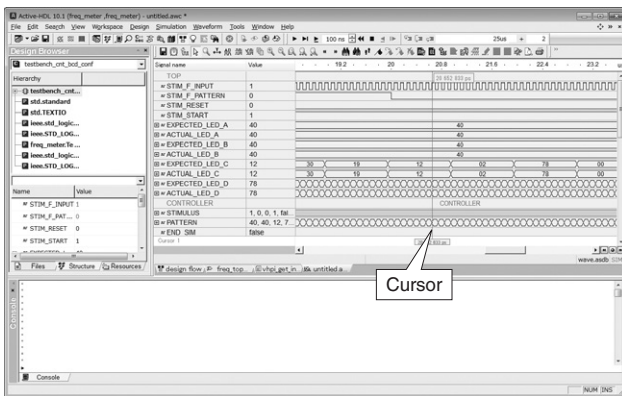 Active-HDL 10.1 (freq_meter ,freq_meter) - untitled.awc *
File Edit Search View Workspace Design Simulation Waveform Tools Window Help
100 ns
25us
2
Design Browser
testbench_cnt_bcd_conf
Hierarchy
testbench_cnt...
std.standard
std.TEXTIO
ieee.std_logic...
ieee.STD_LOG...
freq_meter.Te...
ieee.std_logic...
ieee.STD_LOG...
Name Value
STIM_F_INPUT 1
STIM_F_PAT... 0
STIM_RESET 0
STIM_START 1
Files Structure Resources
Signal name Value 19.2 20 20.8 21.6 22.4 23.2
TOP
STIM_F_INPUT 1
STIM_F_PATTERN 0
STIM_RESET 0
STIM_START 1
EXPECTED_LED_A 40 40
ACTUAL_LED_A 40 40
EXPECTED_LED_B 40 40
ACTUAL_LED_B 40 40
EXPECTED_LED_C 12 30 19 12 02 78 00
ACTUAL_LED_C 12 30 19 12 02 78 00
EXPECTED_LED_D 78
ACTUAL_LED_D 78
CONTROLLER CONTROLLER
STIMULUS 1, 0, 0, 1, fal...
PATTERN 40, 40, 12, 7...
END_SIM false
Cursor 1
design flow freq_top... vhpi_get_in... untitled.a...
wave.asdb
Cursor
Console
Console
NUM INS